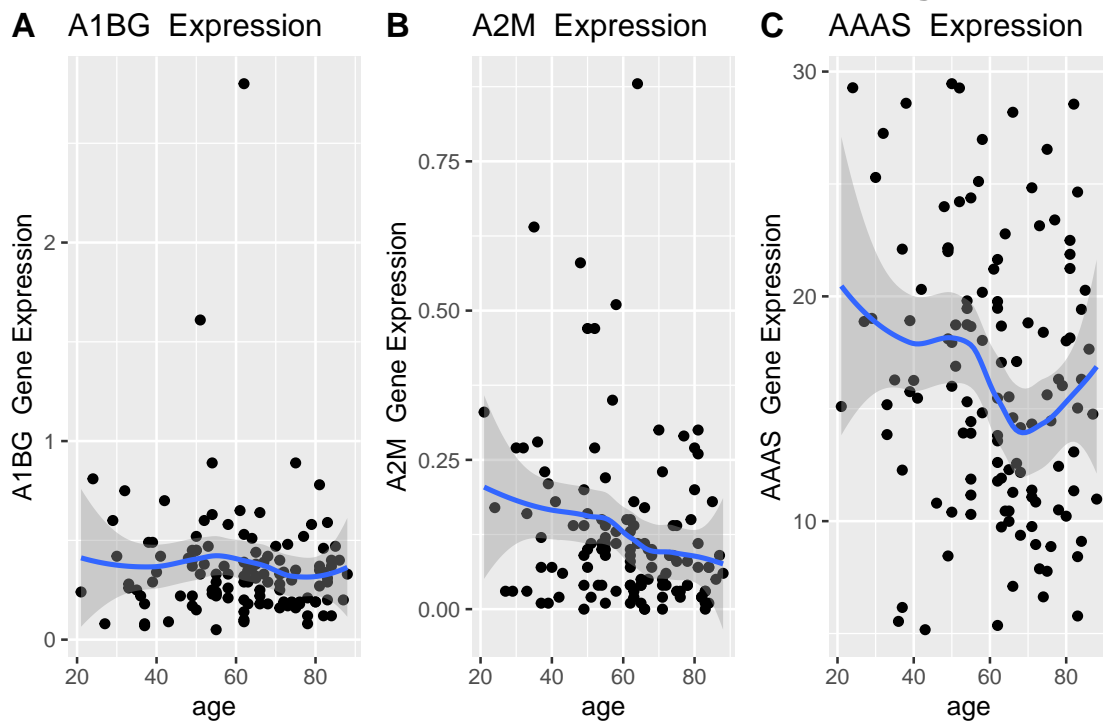 A A1BG Expression
B A2M Expression
C AAAS Expression
A1BG Gene Expression
0
1
2
20 40 60 80
age
A2M Gene Expression
0.00
0.25
0.50
0.75
20 40 60 80
age
AAAS Gene Expression
10
20
30
20 40 60 80
age